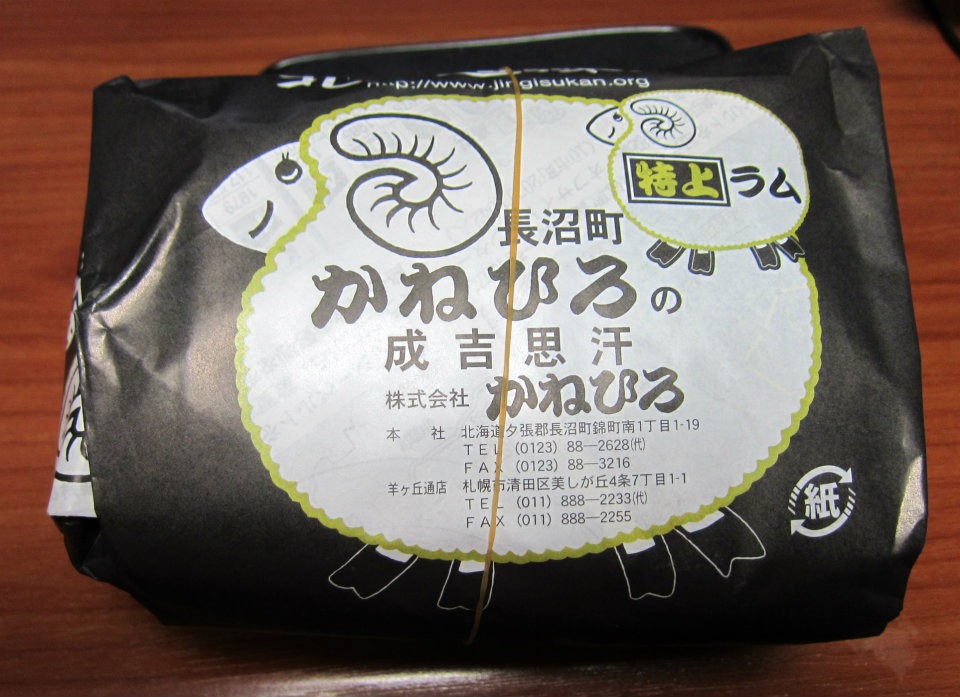 http://www.jingisukan.org
特上ラム
長沼町
かねひろの
成吉思汗
株式会社 かねひろ
本 社 北海道夕張郡長沼町錦町南1丁目1-19
TEL (0123) 88―2628㈹
FAX (0123) 88―3216
羊ヶ丘通店 札幌市清田区美しが丘4条7丁目1-1
TEL (011) 888―2233㈹
FAX (011) 888―2255
紙